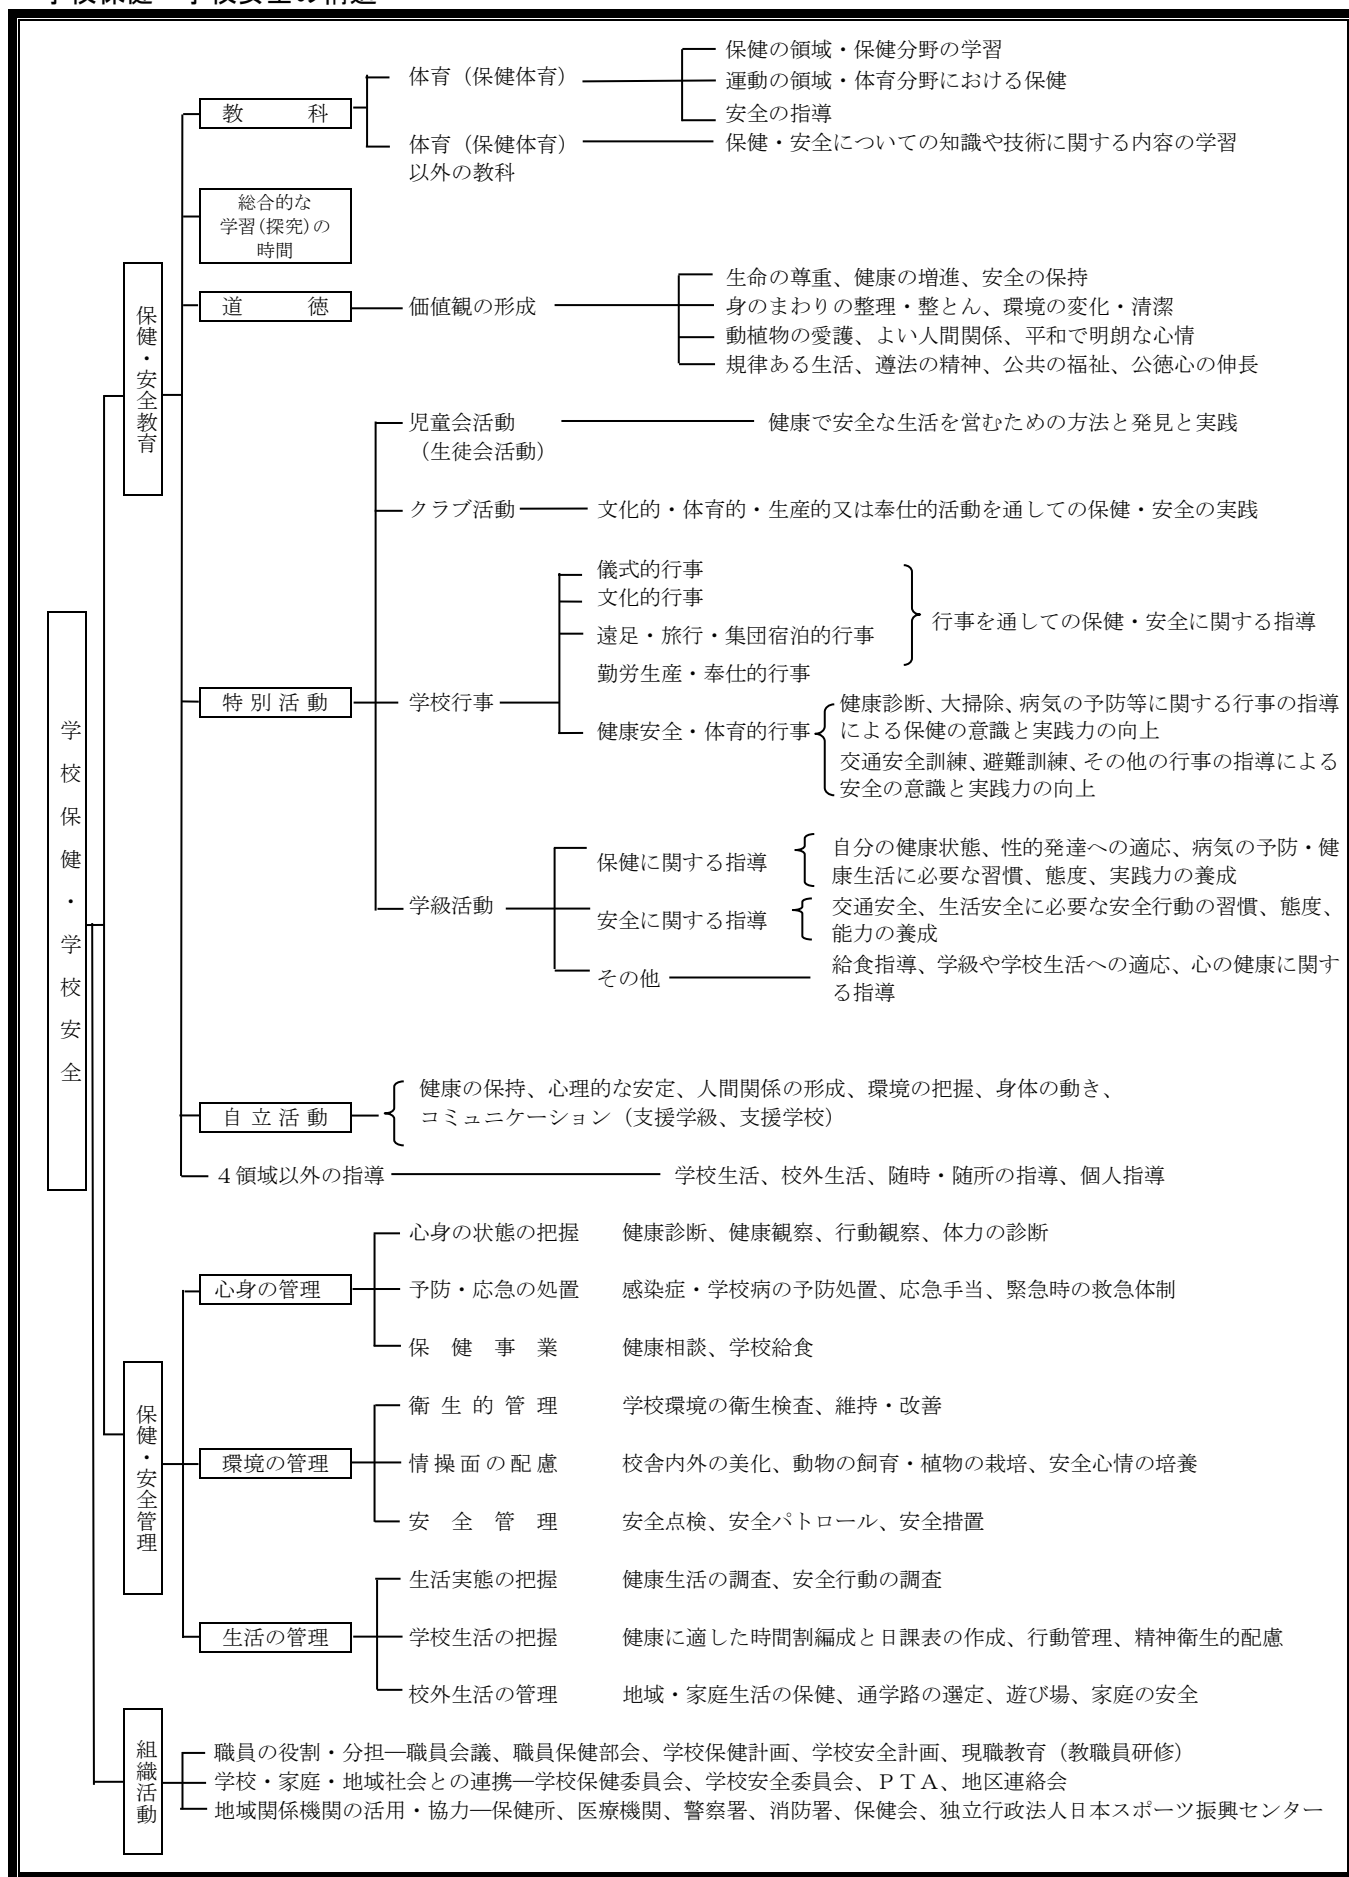 学校保健・学校安全の構造
保健の領域・保健分野の学習
体育（保健体育）
運動の領域・体育分野における保健
教科
安全の指導
体育（保健体育）
保健・安全についての知識や技術に関する内容の学習
以外の教科
総合的な
学習(探究)の
時間
生命の尊重、健康の増進、安全の保持
道徳
価値観の形成
身のまわりの整理・整とん、環境の変化・清潔
動植物の愛護、よい人間関係、平和で明朗な心情
規律ある生活、遵法の精神、公共の福祉、公徳心の伸長
保健・安全教育
児童会活動
健康で安全な生活を営むための方法と発見と実践
（生徒会活動）
クラブ活動
文化的・体育的・生産的又は奉仕的活動を通しての保健・安全の実践
儀式的行事
文化的行事
行事を通しての保健・安全に関する指導
遠足・旅行・集団宿泊的行事
勤労生産・奉仕的行事
特別活動
学校行事
健康安全・体育的行事
健康診断、大掃除、病気の予防等に関する行事の指導
による保健の意識と実践力の向上
交通安全訓練、避難訓練、その他の行事の指導による
安全の意識と実践力の向上
学校保健・学校安全
保健に関する指導
自分の健康状態、性的発達への適応、病気の予防・健
康生活に必要な習慣、態度、実践力の養成
学級活動
安全に関する指導
交通安全、生活安全に必要な安全行動の習慣、態度、
能力の養成
その他
給食指導、学級や学校生活への適応、心の健康に関す
る指導
自立活動
健康の保持、心理的な安定、人間関係の形成、環境の把握、身体の動き、
コミュニケーション（支援学級、支援学校）
４領域以外の指導
学校生活、校外生活、随時・随所の指導、個人指導
心身の状態の把握
健康診断、健康観察、行動観察、体力の診断
心身の管理
予防・応急の処置
感染症・学校病の予防処置、応急手当、緊急時の救急体制
保健事業
健康相談、学校給食
保健・安全管理
衛生的管理
学校環境の衛生検査、維持・改善
環境の管理
情操面の配慮
校舎内外の美化、動物の飼育・植物の栽培、安全心情の培養
安全管理
安全点検、安全パトロール、安全措置
生活実態の把握
健康生活の調査、安全行動の調査
生活の管理
学校生活の把握
健康に適した時間割編成と日課表の作成、行動管理、精神衛生的配慮
校外生活の管理
地域・家庭生活の保健、通学路の選定、遊び場、家庭の安全
組織活動
職員の役割・分担―職員会議、職員保健部会、学校保健計画、学校安全計画、現職教育（教職員研修）
学校・家庭・地域社会との連携―学校保健委員会、学校安全委員会、ＰＴＡ、地区連絡会
地域関係機関の活用・協力―保健所、医療機関、警察署、消防署、保健会、独立行政法人日本スポーツ振興センター